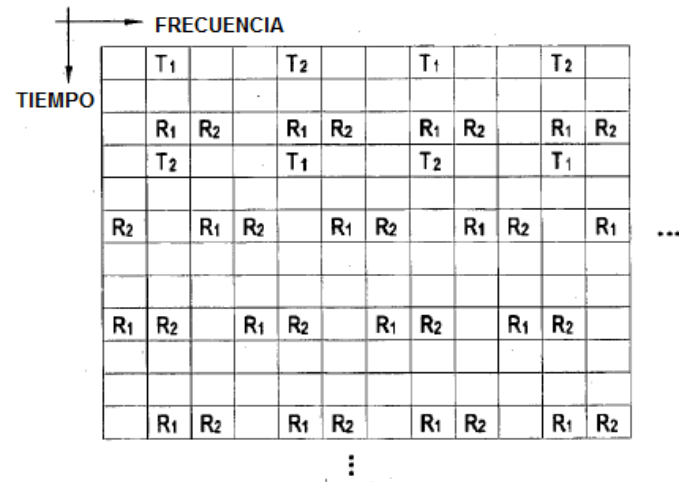 FRECUENCIA
T1 T2 T1 T2
TIEMPO
R1 R2 R1 R2 R1 R2 R1 R2
T2 T1 T2 T1
R2 R1 R2 R1 R2 R1 R2 R1 ...
R1 R2 R1 R2 R1 R2 R1 R2
R1 R2 R1 R2 R1 R2 R1 R2
⋮